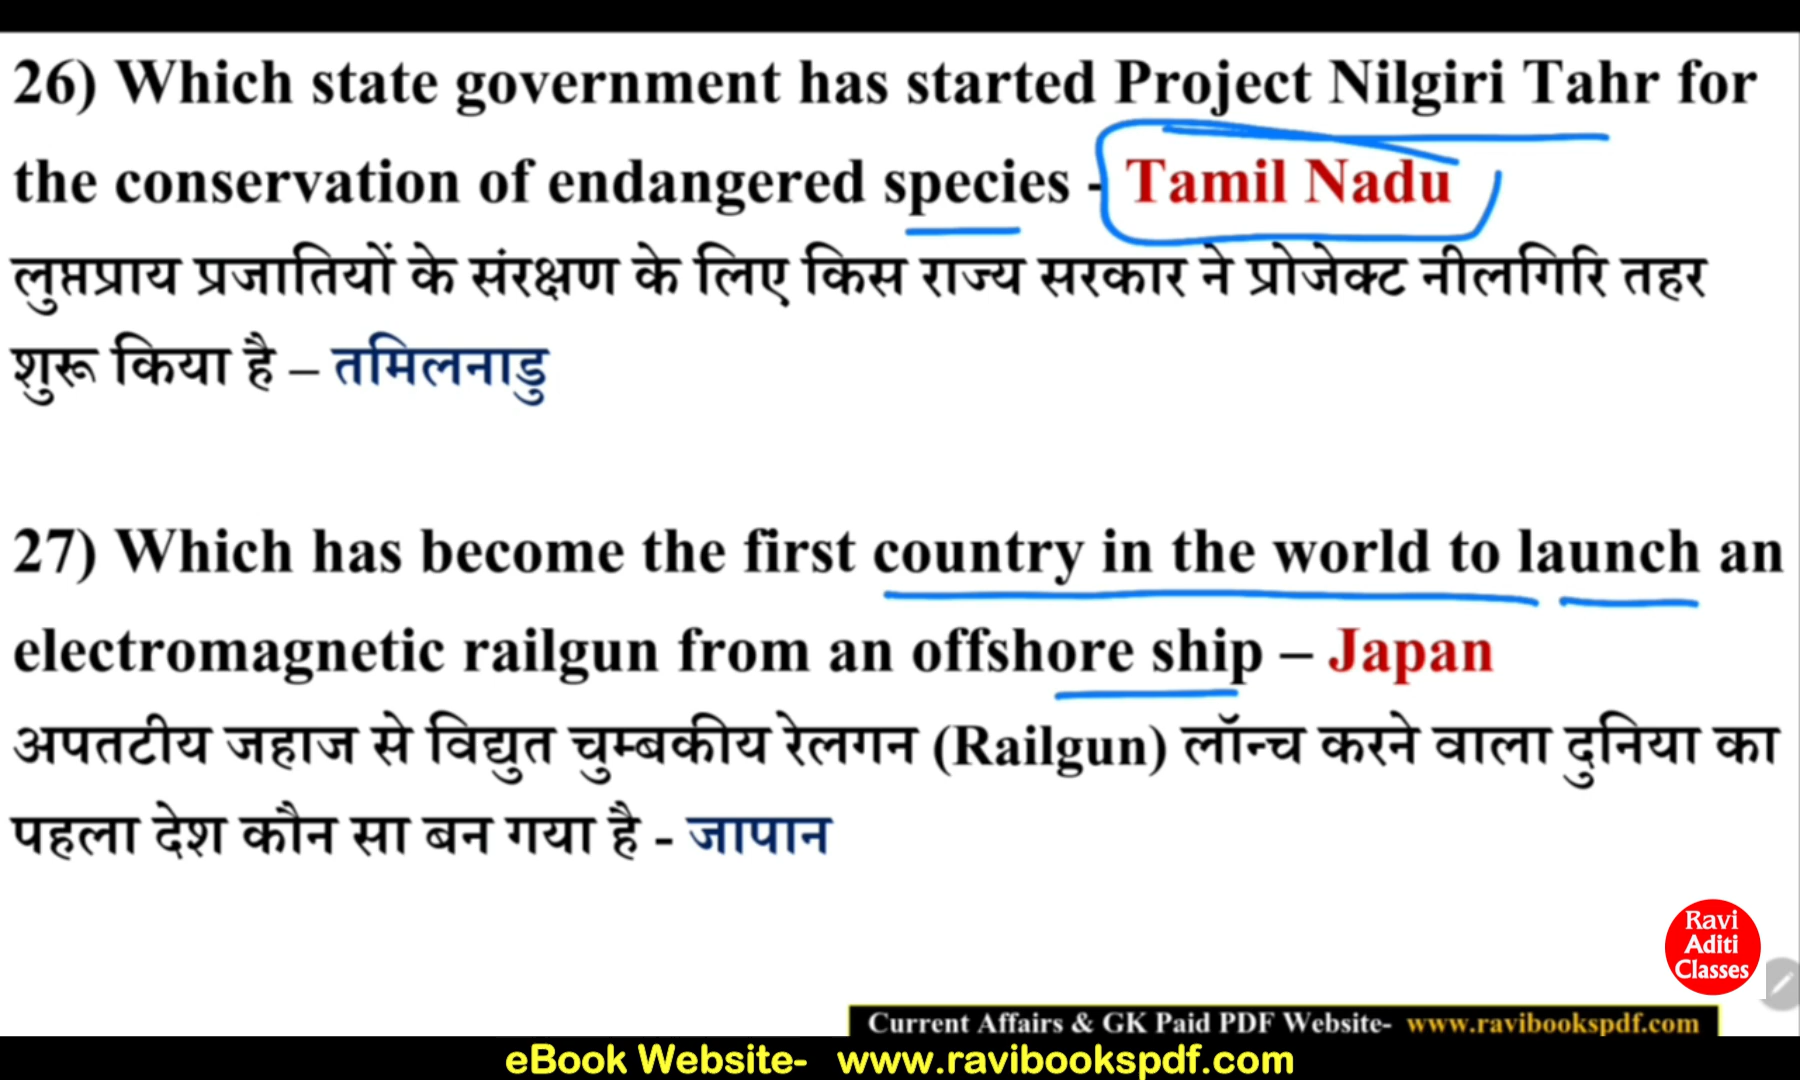 26) Which state government has started Project Nilgiri Tahr for
the conservation of endangered species - Tamil Nadu
लुप्तप्राय प्रजातियों के संरक्षण के लिए किस राज्य सरकार ने प्रोजेक्ट नीलगिरि तहर
शुरू किया है – तमिलनाडु
27) Which has become the first country in the world to launch an
electromagnetic railgun from an offshore ship – Japan
अपतटीय जहाज से विद्युत चुम्बकीय रेलगन (Railgun) लॉन्च करने वाला दुनिया का
पहला देश कौन सा बन गया है - जापान
Ravi
Aditi
Classes
Current Affairs & GK Paid PDF Website- www.ravibookspdf.com
eBook Website- www.ravibookspdf.com